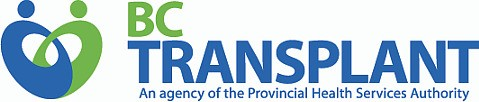 BC
TRANSPLANT
An agency of the Provincial Health Services Authority